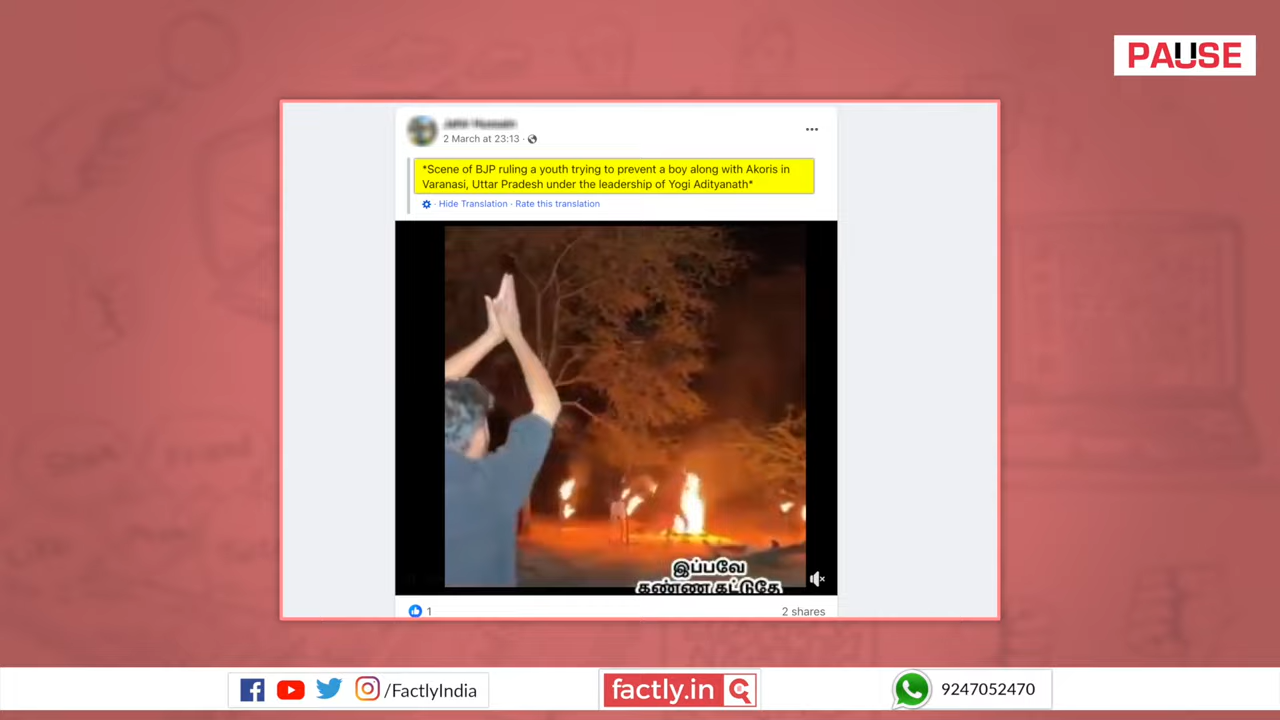 PAUSE
2 March at 23:13 ·
*Scene of BJP ruling a youth trying to prevent a boy along with Akoris in
Varanasi, Uttar Pradesh under the leadership of Yogi Adityanath*
· Hide Translation · Rate this translation
இப்பவே
கண்ண கட்டுதே
1
2 shares
/FactlyIndia
factly.in
9247052470